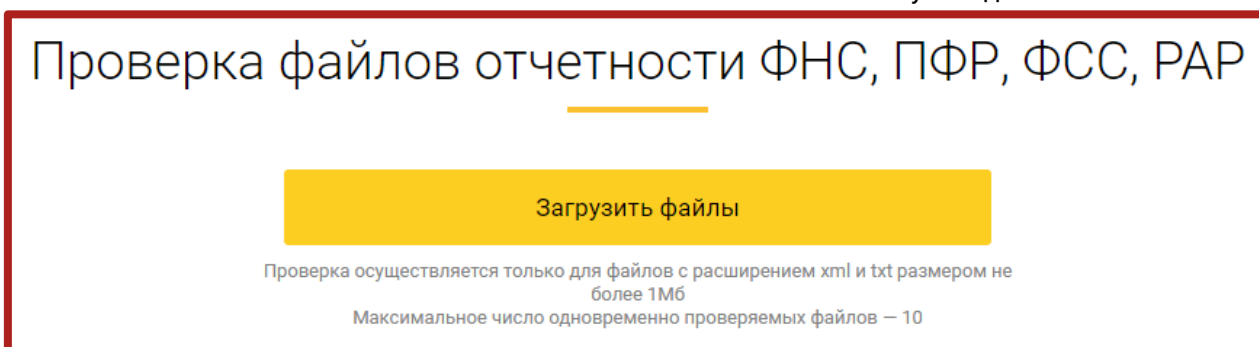 Проверка файлов отчетности ФНС, ПФР, ФСС, РАР
Загрузить файлы
Проверка осуществляется только для файлов с расширением xml и txt размером не
более 1Мб
Максимальное число одновременно проверяемых файлов — 10